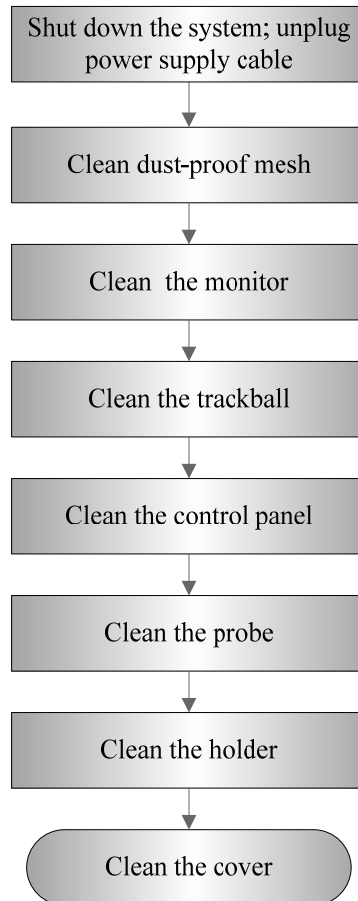 Shut down the system; unplug
power supply cable
Clean dust-proof mesh
Clean the monitor
Clean the trackball
Clean the control panel
Clean the probe
Clean the holder
Clean the cover